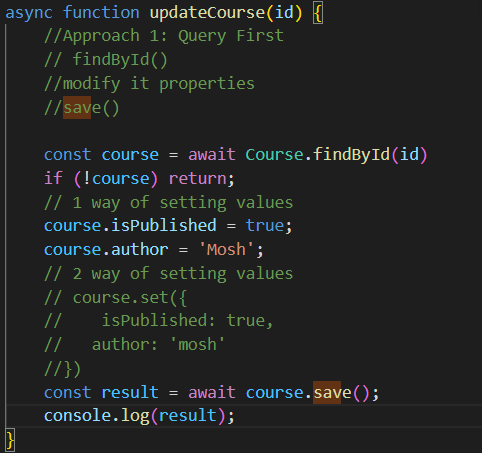 async function updateCourse(id) {
    //Approach 1: Query First
    // findById()
    //modify it properties
    //save()

    const course = await Course.findById(id)
    if (!course) return;
    // 1 way of setting values
    course.isPublished = true;
    course.author = 'Mosh';
    // 2 way of setting values
    // course.set({
    //    isPublished: true,
    //   author: 'mosh'
    //})
    const result = await course.save();
    console.log(result);
}